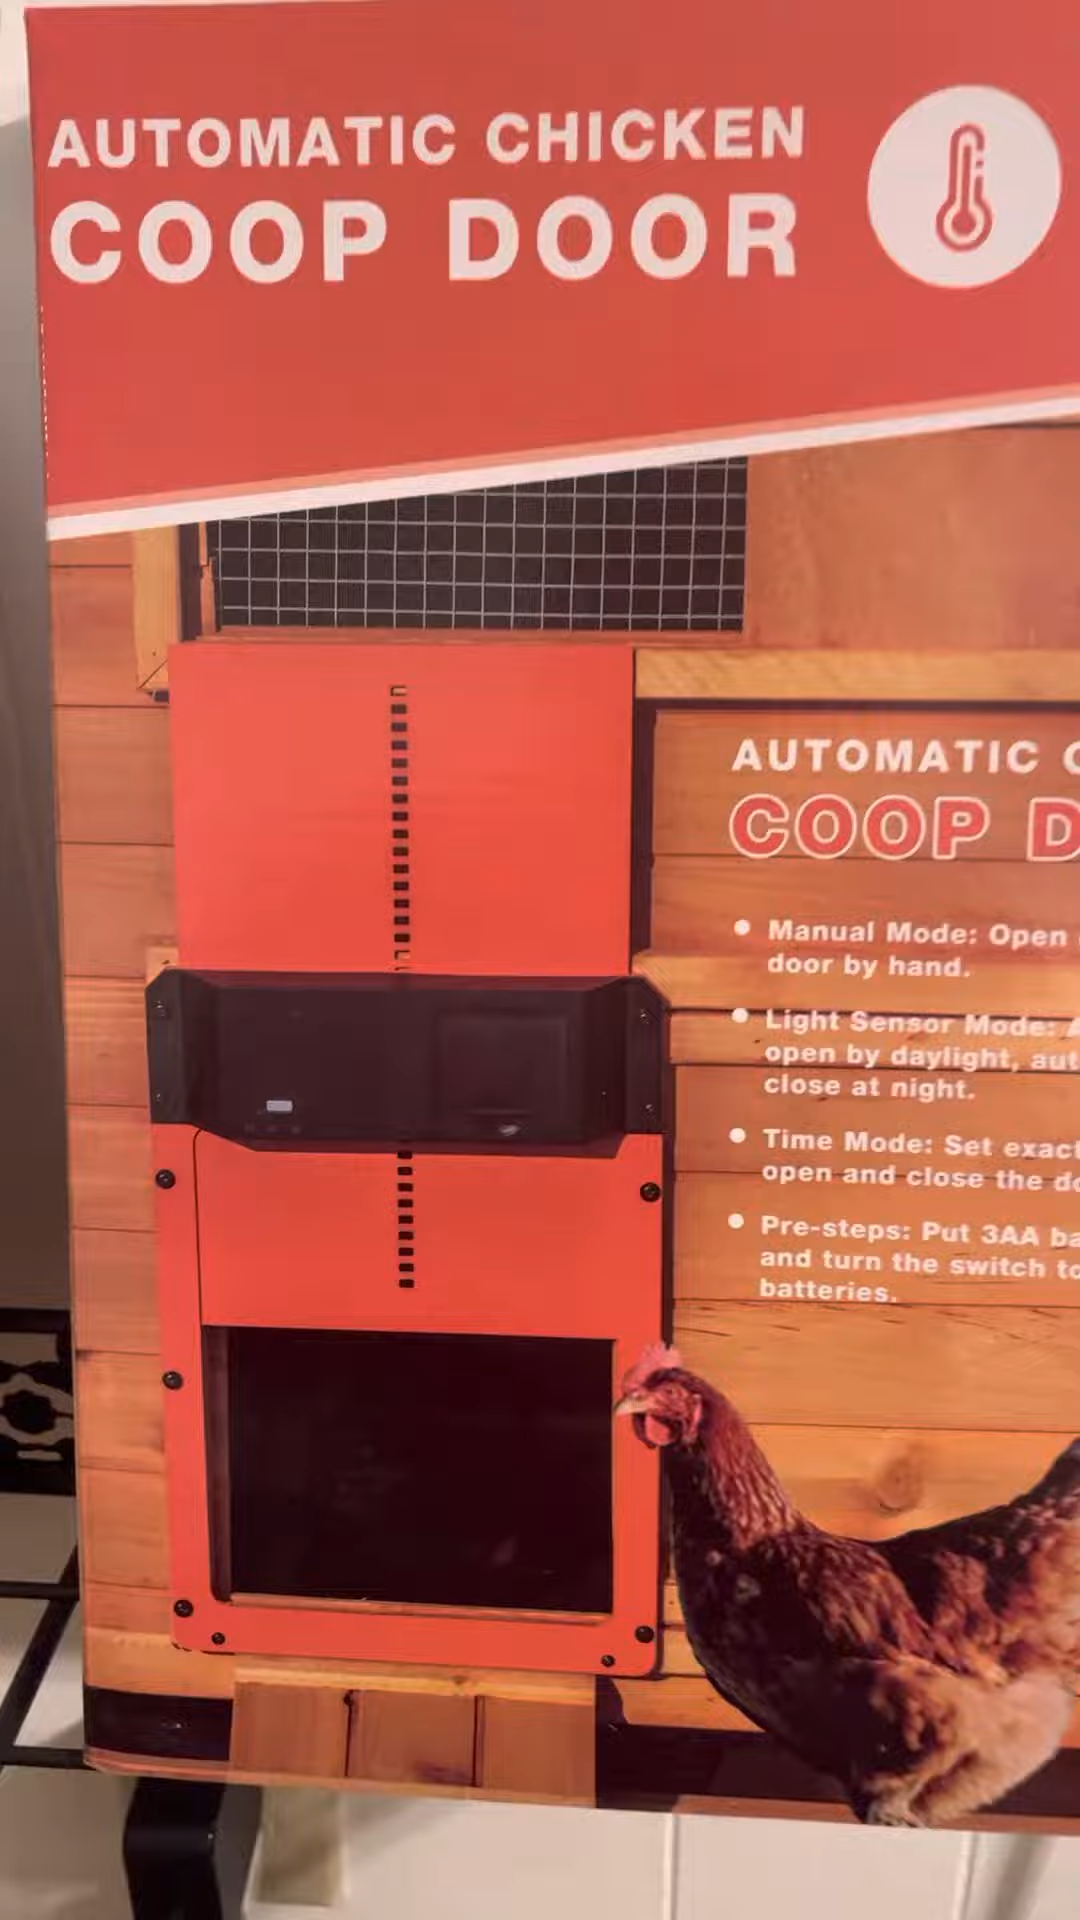 AUTOMATIC CHICKEN
COOP DOOR
AUTOMATIC
COOP
Manual Mode: Open
door by hand.
Light Sensor Mode:
open by daylight,
close at night.
Time Mode: Set
open and close the
Pre-steps: Put 3AA
and turn the switch to
batteries.